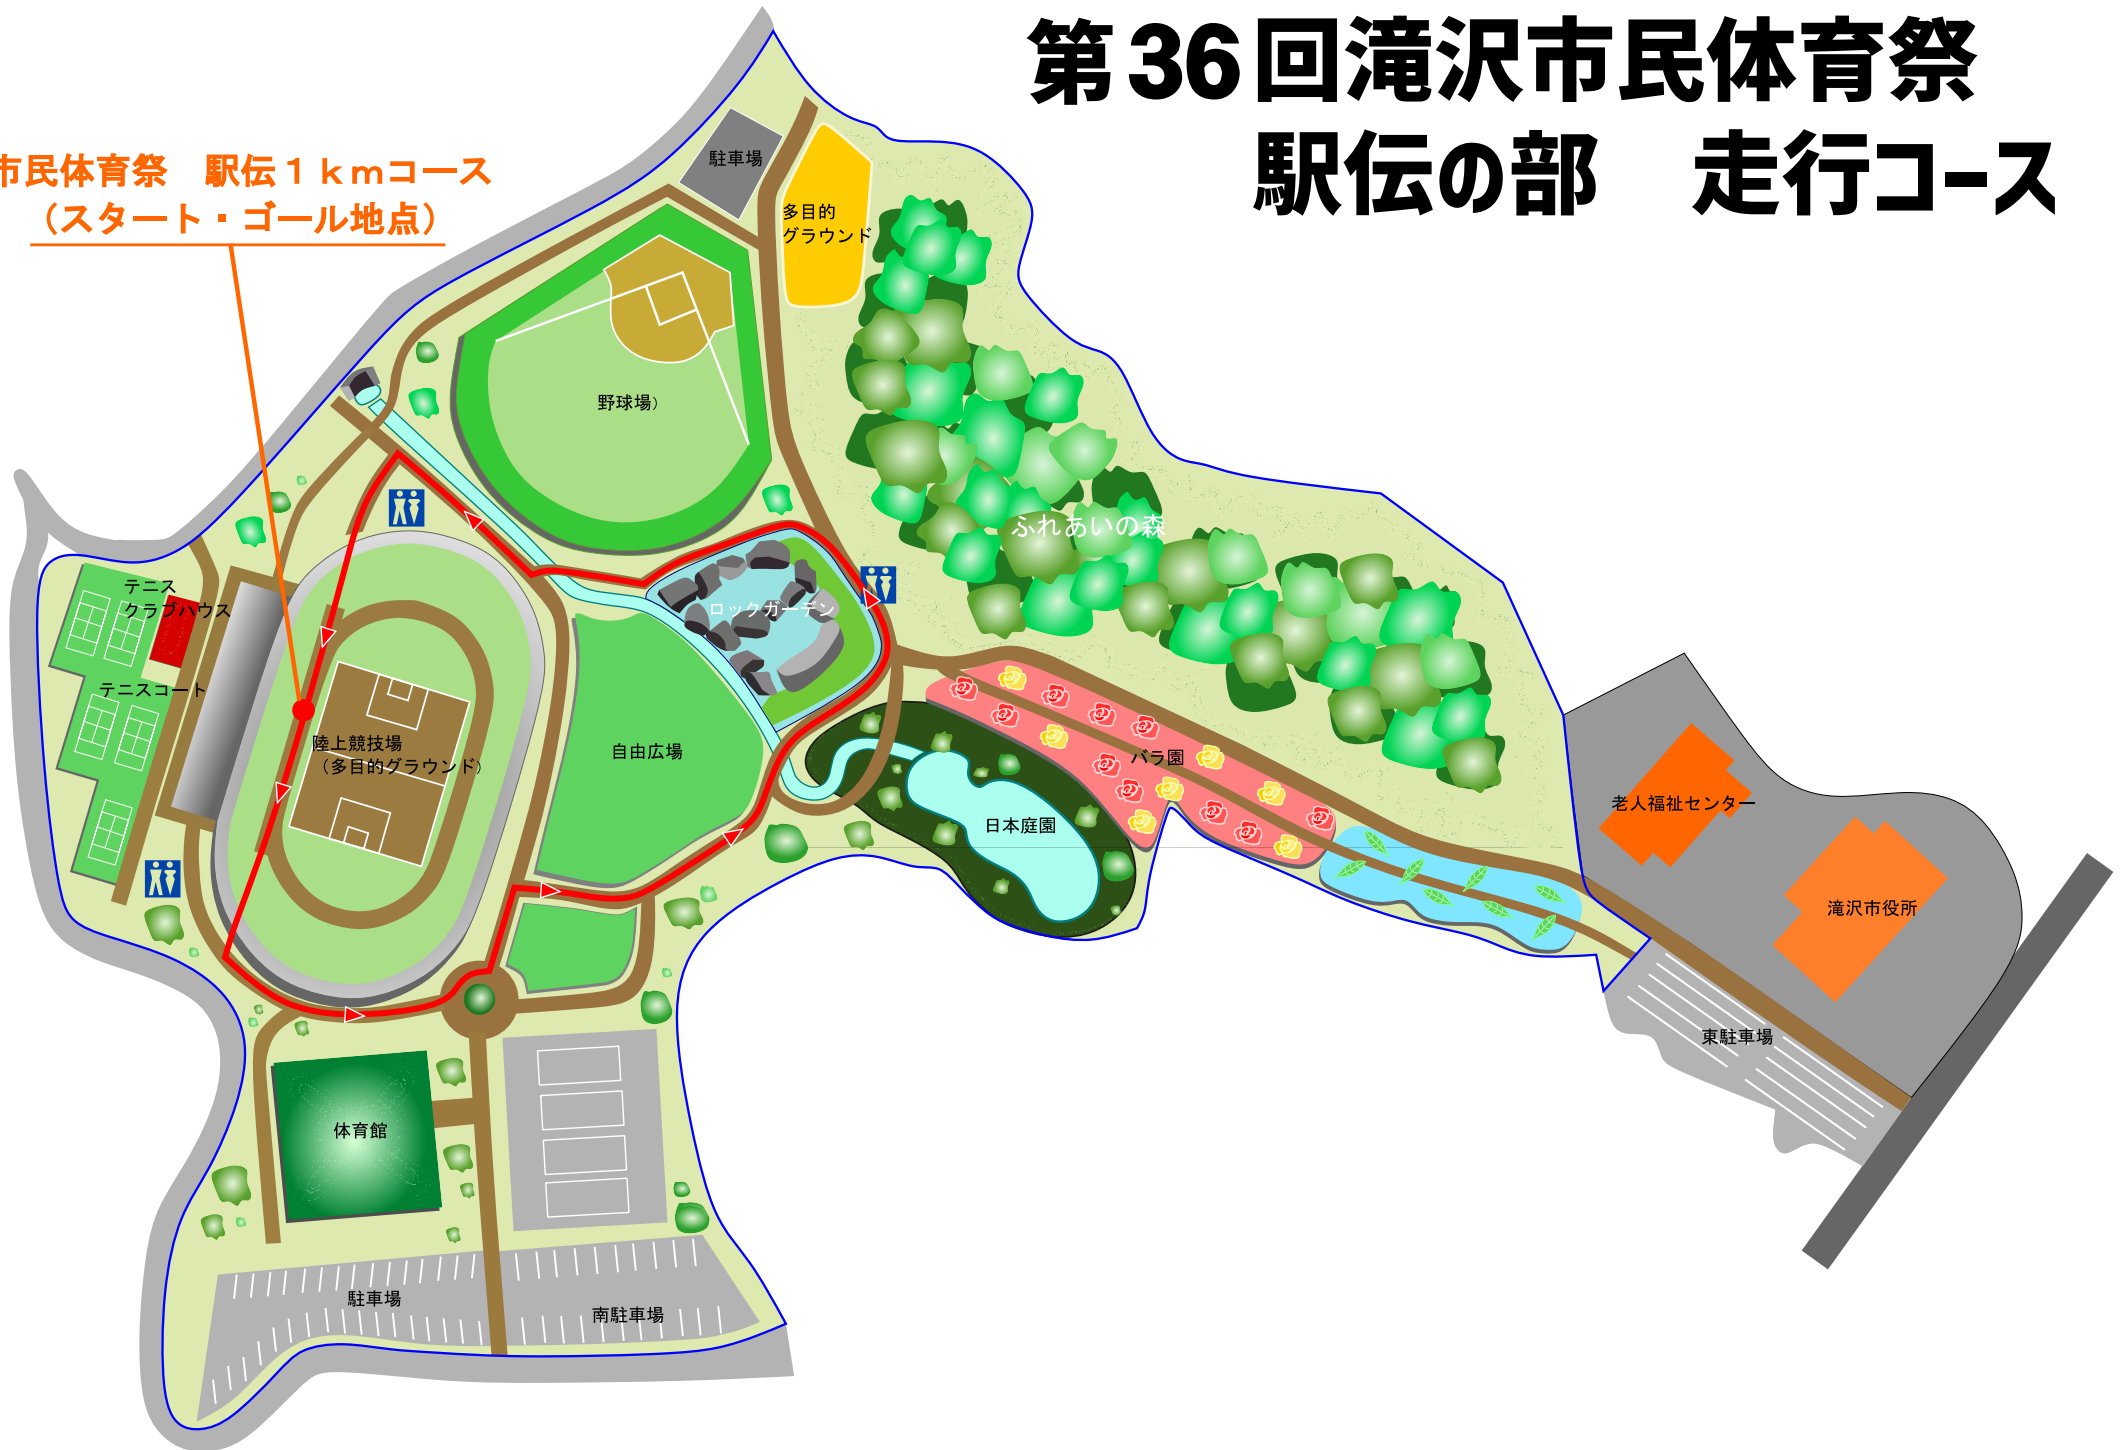 第36回滝沢市民体育祭
駅伝の部　走行コース
市民体育祭　駅伝１ｋｍコース
（スタート・ゴール地点）
駐車場
多目的
グラウンド
野球場）
ふれあいの森
テニス
クラブハウス
ロックガーデン
テニスコート
陸上競技場
（多目的グラウンド）
自由広場
バラ園
日本庭園
老人福祉センター
滝沢市役所
東駐車場
体育館
駐車場
南駐車場